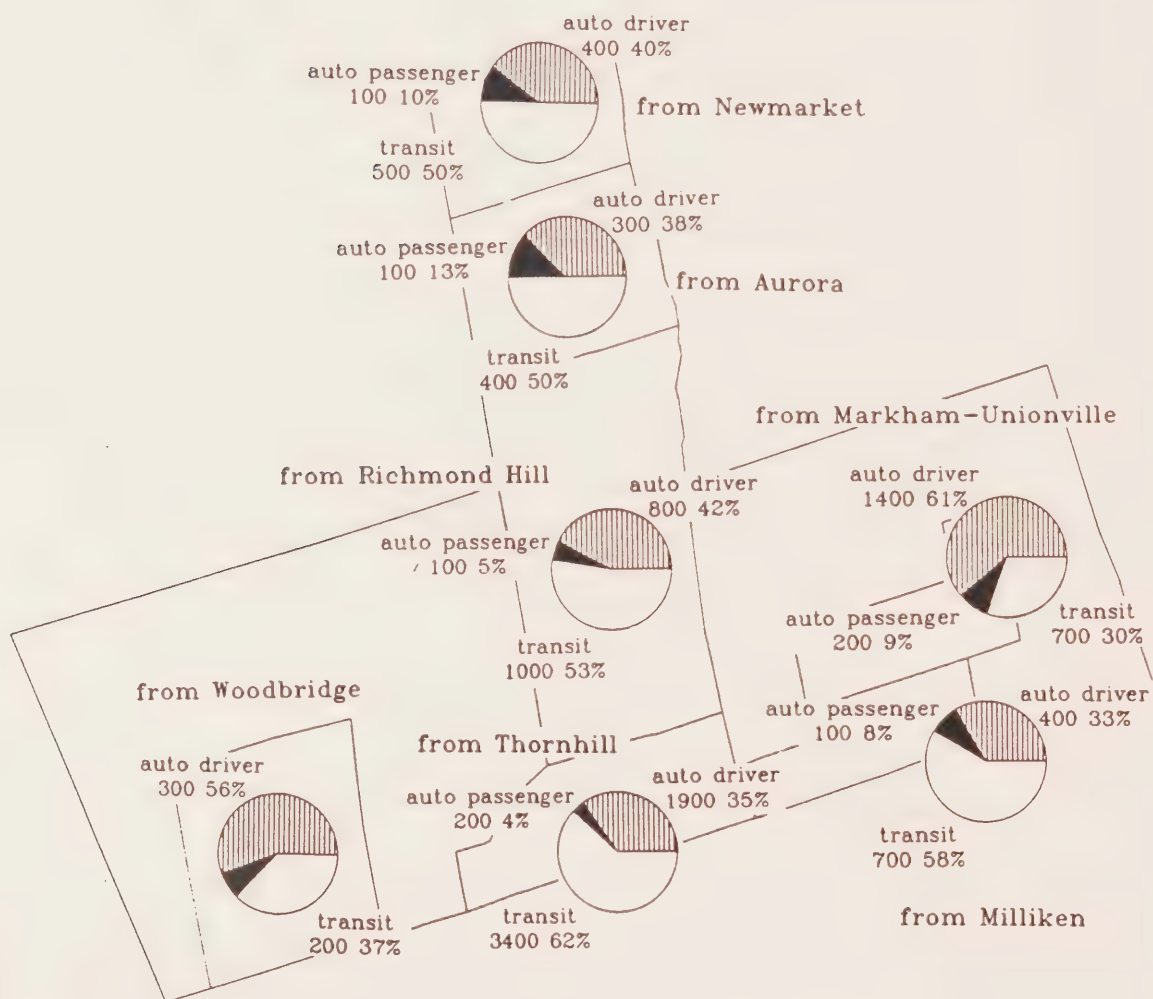 auto driver
400 40%
auto passenger
100 10%
from Newmarket
transit
500 50%
auto driver
300 38%
auto passenger
100 13%
from Aurora
transit
400 50%
from Markham-Unionville
from Richmond Hill
auto driver
800 42%
auto driver
1400 61%
auto passenger
100 5%
auto passenger
200 9%
transit
700 30%
transit
1000 53%
from Woodbridge
auto passenger
100 8%
auto driver
400 33%
from Thornhill
auto driver
300 56%
auto passenger
200 4%
auto driver
1900 35%
transit
700 58%
transit
200 37%
transit
3400 62%
from Milliken